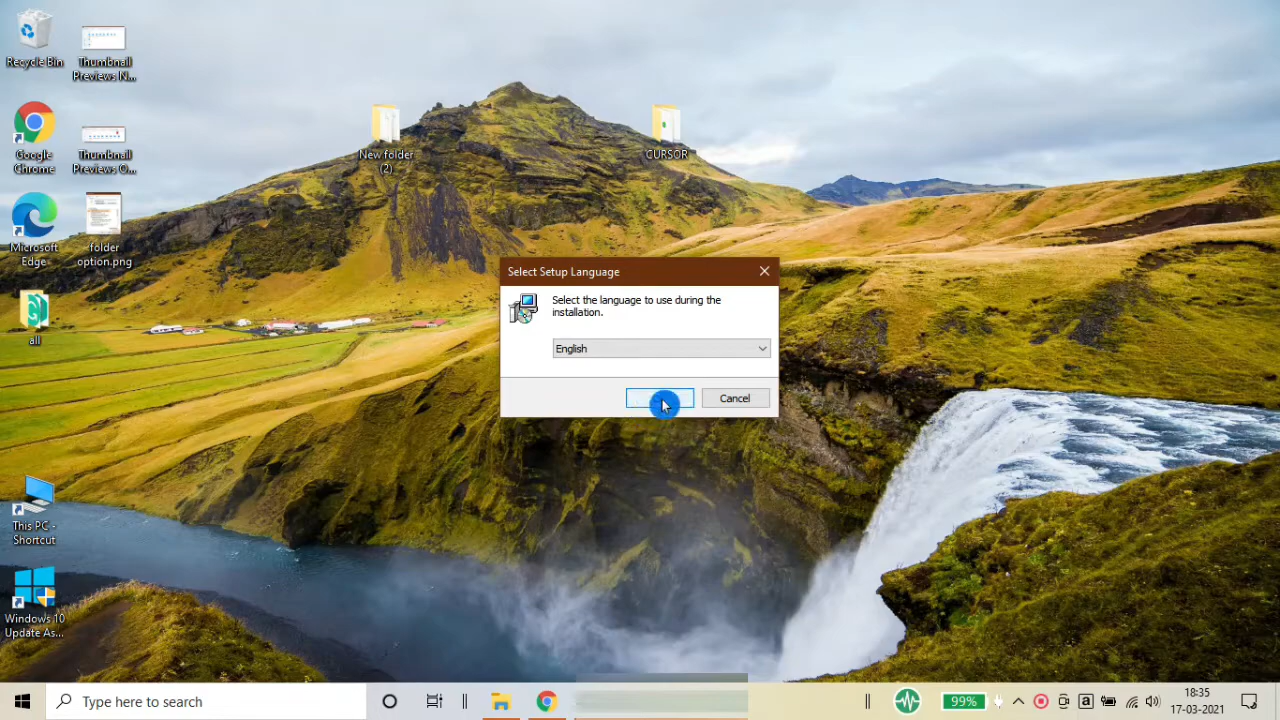 Recycle Bin
Thumbnail
Previews N...
Google
Chrome
Thumbnail
Previews O...
Microsoft
Edge
folder
option.png
all
This PC -
Shortcut
Windows 10
Update As...
New folder
(2)
CURSOR
Select Setup Language
Select the language to use during the
installation.
English
Cancel
Type here to search
99%
a
18:35
17-03-2021